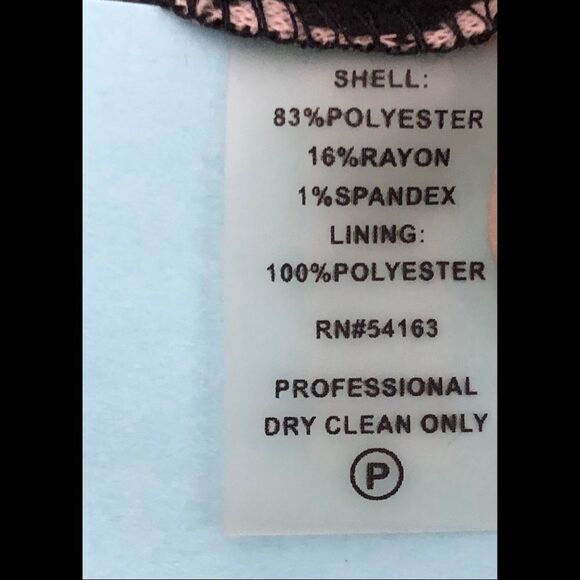 SHELL:
83%POLYESTER
16%RAYON
1%SPANDEX
LINING:
100%POLYESTER
RN#54163
PROFESSIONAL
DRY CLEAN ONLY
P